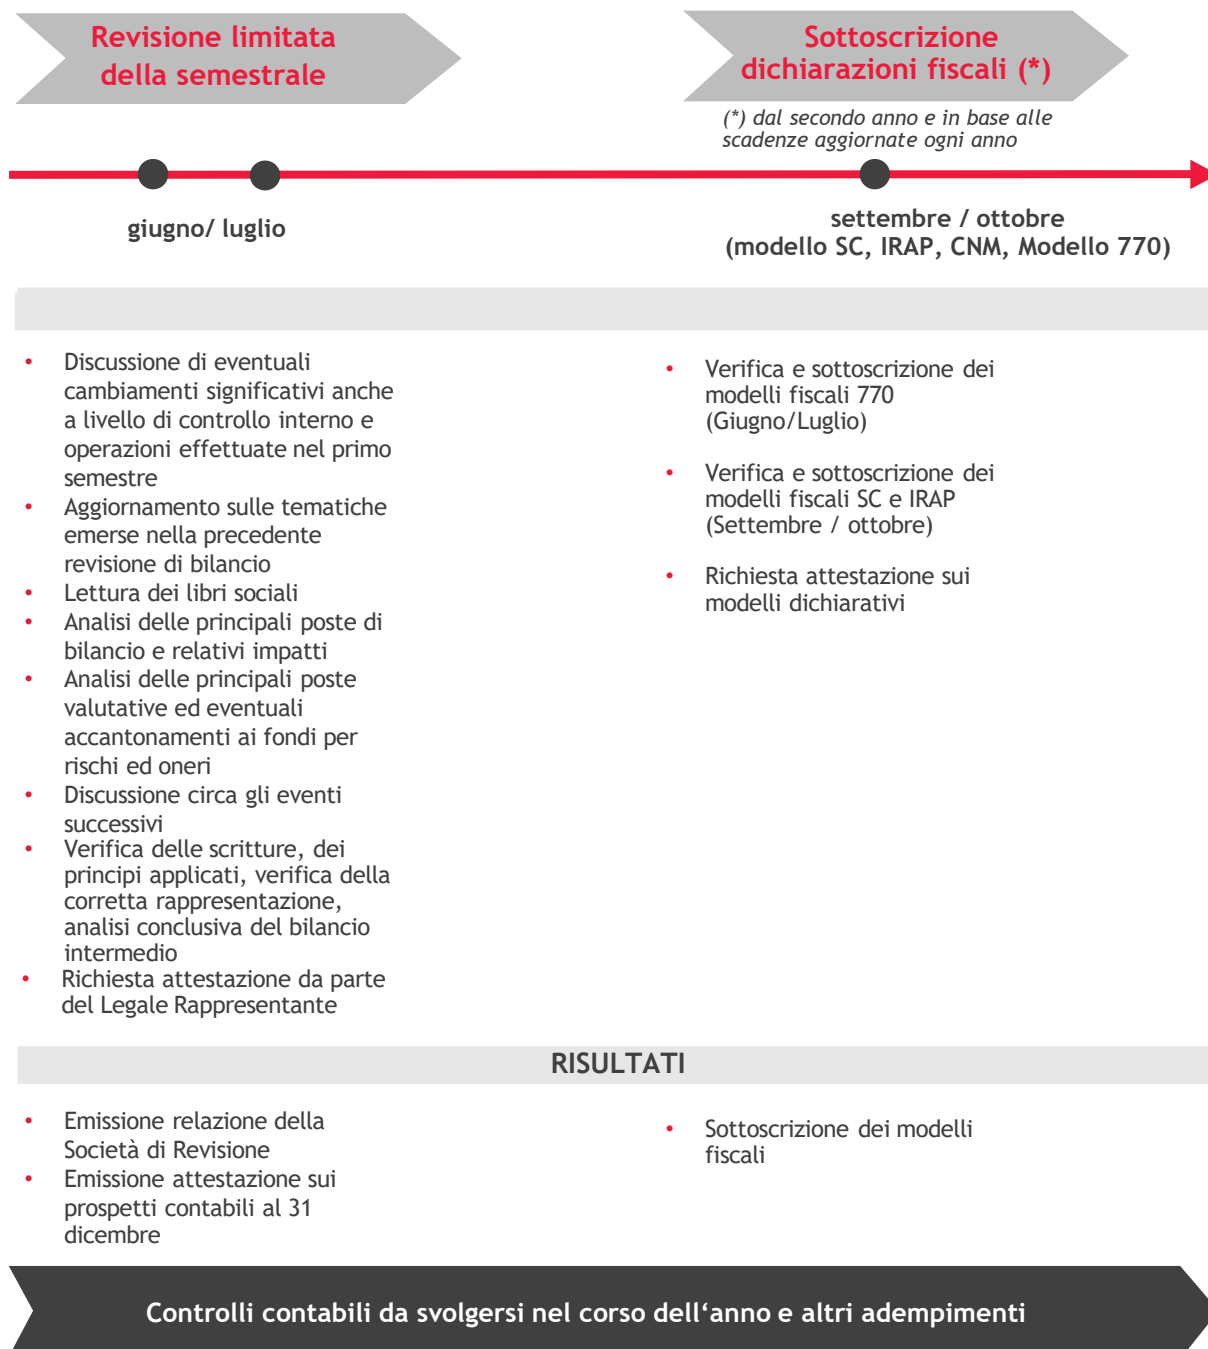 Revisione limitata
della semestrale
Sottoscrizione
dichiarazioni fiscali (*)
(*) dal secondo anno e in base alle
scadenze aggiornate ogni anno
giugno/ luglio
settembre / ottobre
(modello SC, IRAP, CNM, Modello 770)
• Discussione di eventuali
cambiamenti significativi anche
a livello di controllo interno e
operazioni effettuate nel primo
semestre
• Aggiornamento sulle tematiche
emerse nella precedente
revisione di bilancio
• Lettura dei libri sociali
• Analisi delle principali poste di
bilancio e relativi impatti
• Analisi delle principali poste
valutative ed eventuali
accantonamenti ai fondi per
rischi ed oneri
• Discussione circa gli eventi
successivi
• Verifica delle scritture, dei
principi applicati, verifica della
corretta rappresentazione,
analisi conclusiva del bilancio
intermedio
• Richiesta attestazione da parte
del Legale Rappresentante
• Verifica e sottoscrizione dei
modelli fiscali 770
(Giugno/Luglio)
• Verifica e sottoscrizione dei
modelli fiscali SC e IRAP
(Settembre / ottobre)
• Richiesta attestazione sui
modelli dichiarativi
RISULTATI
• Emissione relazione della
Società di Revisione
• Emissione attestazione sui
prospetti contabili al 31
dicembre
• Sottoscrizione dei modelli
fiscali
Controlli contabili da svolgersi nel corso dell‘anno e altri adempimenti